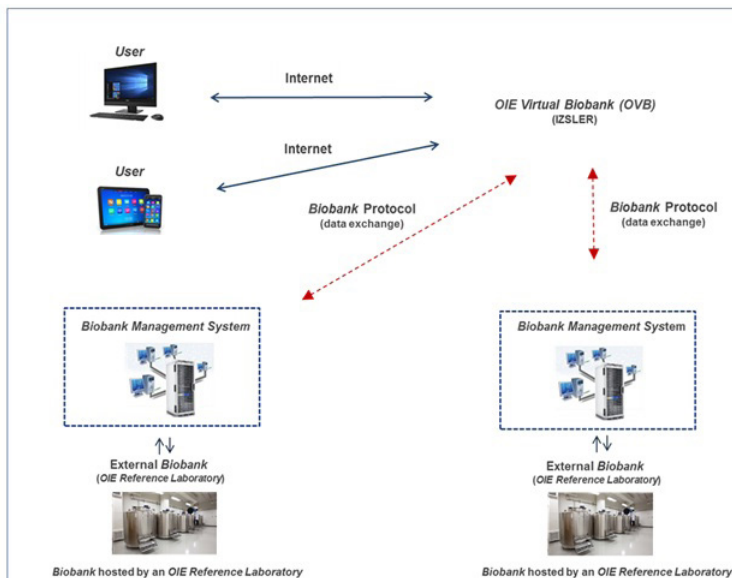 User
Internet
OIE Virtual Biobank (OVB)
(IZSLER)
User
Internet
Biobank Protocol
(data exchange)
Biobank Protocol
(data exchange)
Biobank Management System
Biobank Management System
External Biobank
(OIE Reference Laboratory)
External Biobank
(OIE Reference Laboratory)
Biobank hosted by an OIE Reference Laboratory
Biobank hosted by an OIE Reference Laboratory